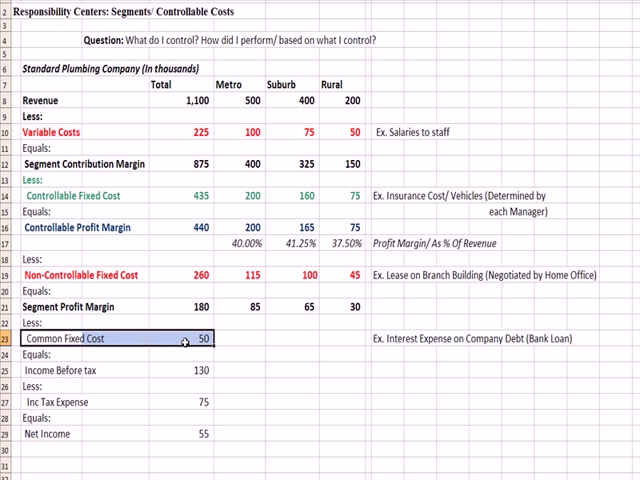 2 Responsibility Centers: Segments/ Controllable Costs
3
4 Question: What do I control? How did I perform/ based on what I control?
5
6 Standard Plumbing Company (In thousands)
7 Total Metro Suburb Rural
8 Revenue 1,100 500 400 200
9 Less:
10 Variable Costs 225 100 75 50 Ex. Salaries to staff
11 Equals:
12 Segment Contribution Margin 875 400 325 150
13 Less:
14 Controllable Fixed Cost 435 200 160 75 Ex. Insurance Cost/ Vehicles (Determined by
15 Equals: each Manager)
16 Controllable Profit Margin 440 200 165 75
17 40.00% 41.25% 37.50% Profit Margin/ As % Of Revenue
18 Less:
19 Non-Controllable Fixed Cost 260 115 100 45 Ex. Lease on Branch Building (Negotiated by Home Office)
20 Equals:
21 Segment Profit Margin 180 85 65 30
22 Less:
23 Common Fixed Cost 50 Ex. Interest Expense on Company Debt (Bank Loan)
24 Equals:
25 Income Before tax 130
26 Less:
27 Inc Tax Expense 75
28 Equals:
29 Net Income 55
30
31
32